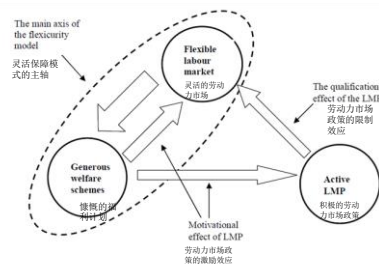 The main axis of
the flexicurity
model
灵活保障模
式的主轴
Flexible
labour
market
灵活的劳动
力市场
The qualification
effect of the LMP
劳动力市场
政策的限制
效应
Generous
welfare
schemes
慷慨的福
利计划
Active
LMP
积极的劳动
力市场政策
Motivational
effect of LMP
劳动力市场政
策的激励效应